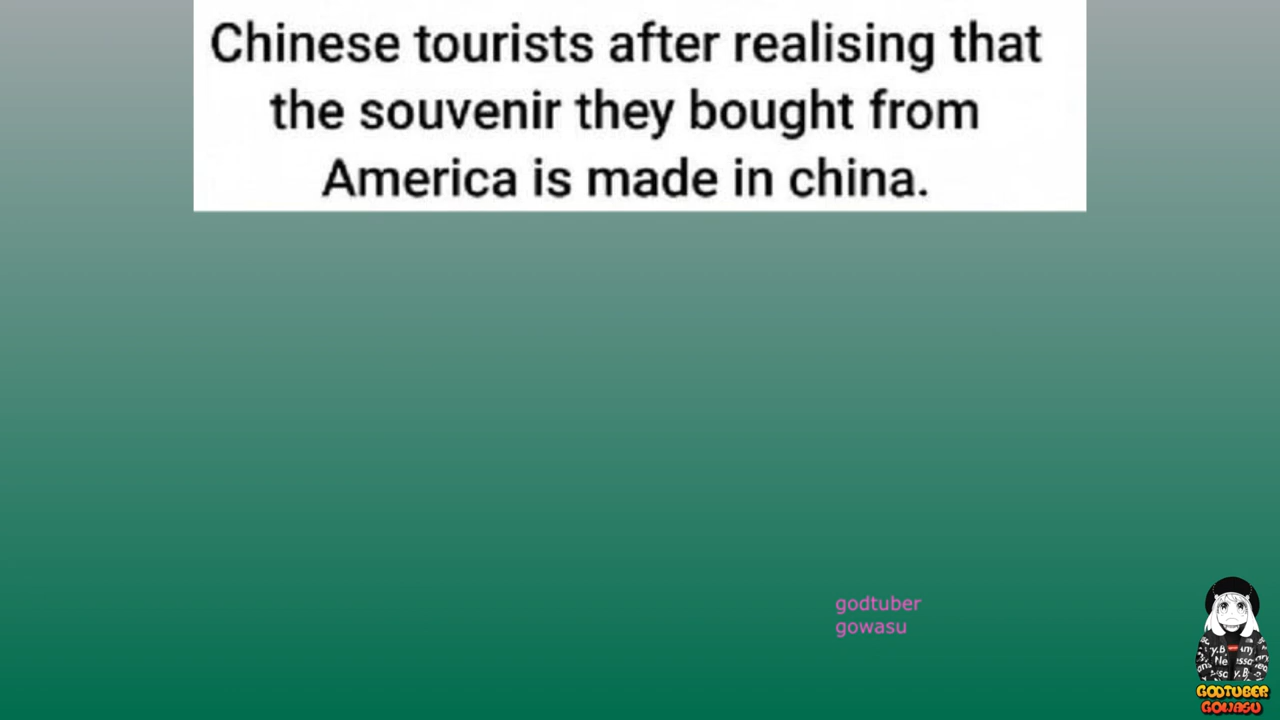 Chinese tourists after realising that
the souvenir they bought from
America is made in china.
godtuber
gowasu
GODTUBER
GOWASU